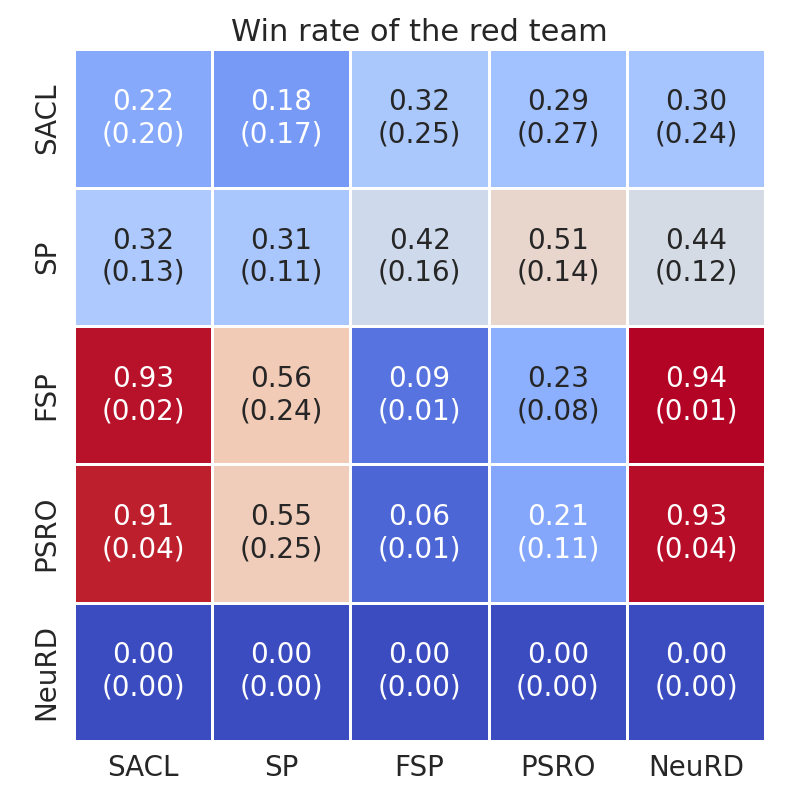 Win rate of the red team
SACL
0.22 0.18 0.32 0.29 0.30
(0.20) (0.17) (0.25) (0.27) (0.24)
SP
0.32 0.31 0.42 0.51 0.44
(0.13) (0.11) (0.16) (0.14) (0.12)
FSP
0.93 0.56 0.09 0.23 0.94
(0.02) (0.24) (0.01) (0.08) (0.01)
PSRO
0.91 0.55 0.06 0.21 0.93
(0.04) (0.25) (0.01) (0.11) (0.04)
NeuRD
0.00 0.00 0.00 0.00 0.00
(0.00) (0.00) (0.00) (0.00) (0.00)
SACL SP FSP PSRO NeuRD